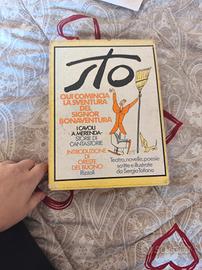 sto
QUI COMINCIA
LA SVENTURA
DEL
SIGNOR
BONAVENTURA
I CAVOLI
A MERENDA-
STORIE DI
CANTASTORIE
INTRODUZIONE
DI
ORESTE
DEL BUONO
Rizzoli
Teatro, novelle, poesie
scritte e illustrate
da Sergio Tofano